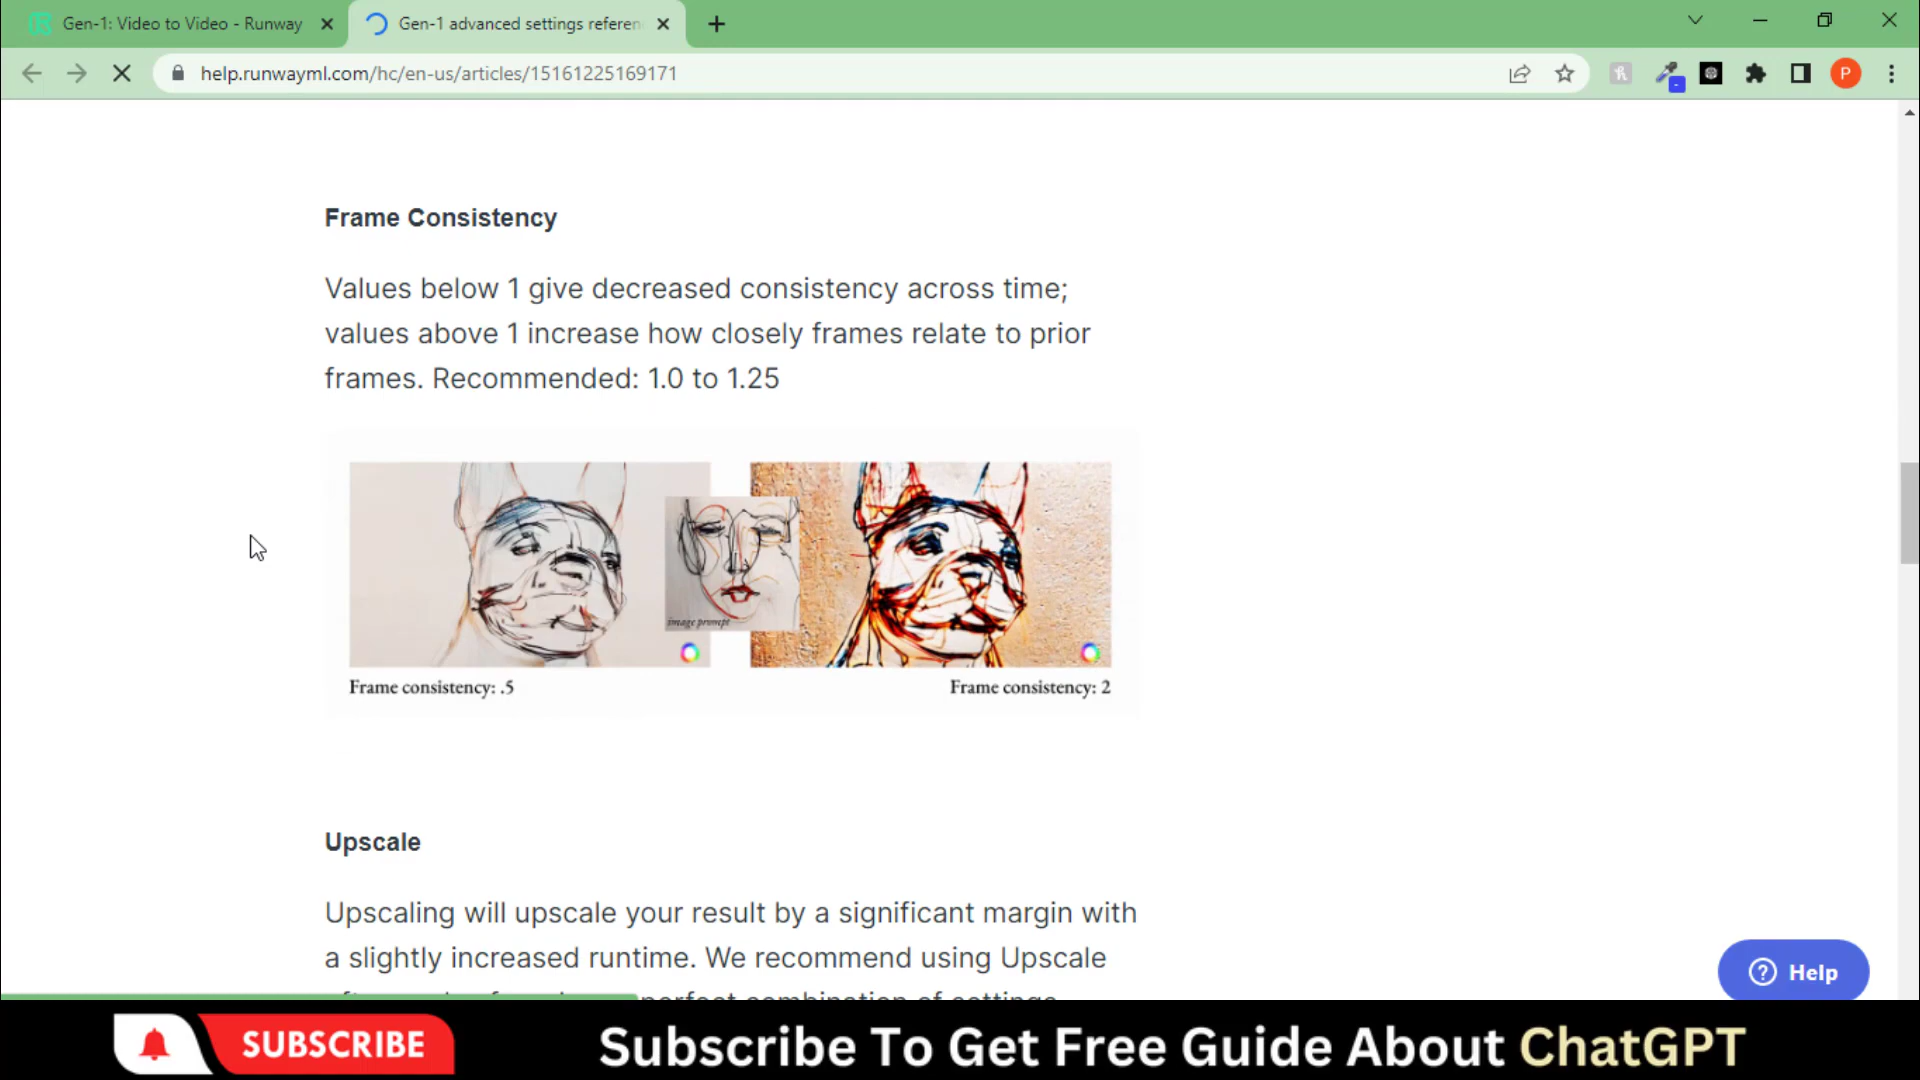 Gen-1: Video to Video - Runway
Gen-1 advanced settings referen
help.runwayml.com/hc/en-us/articles/15161225169171
P
Frame Consistency
Values below 1 give decreased consistency across time;
values above 1 increase how closely frames relate to prior
frames. Recommended: 1.0 to 1.25
image prompt
Frame consistency: .5
Frame consistency: 2
Upscale
Upscaling will upscale your result by a significant margin with
a slightly increased runtime. We recommend using Upscale
perfect combination of settings
Help
SUBSCRIBE
Subscribe To Get Free Guide About ChatGPT